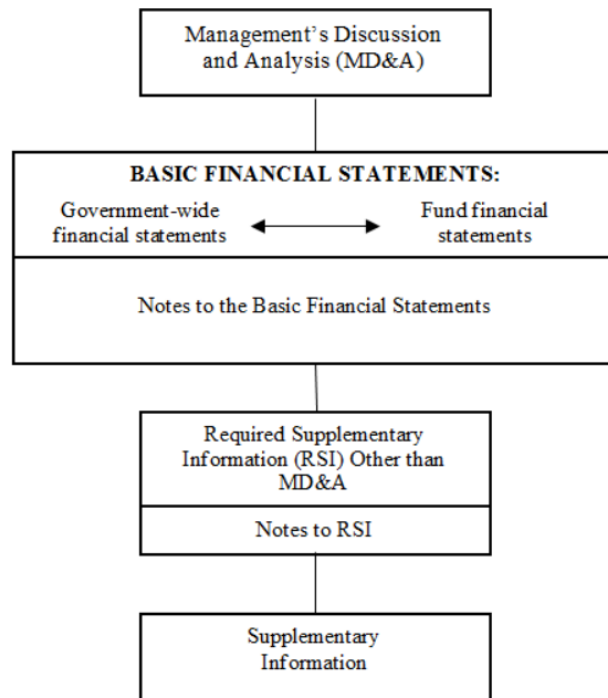 Management's Discussion
and Analysis (MD&A)
BASIC FINANCIAL STATEMENTS:
Government-wide
financial statements
Fund financial
statements
Notes to the Basic Financial Statements
Required Supplementary
Information (RSI) Other than
MD&A
Notes to RSI
Supplementary
Information